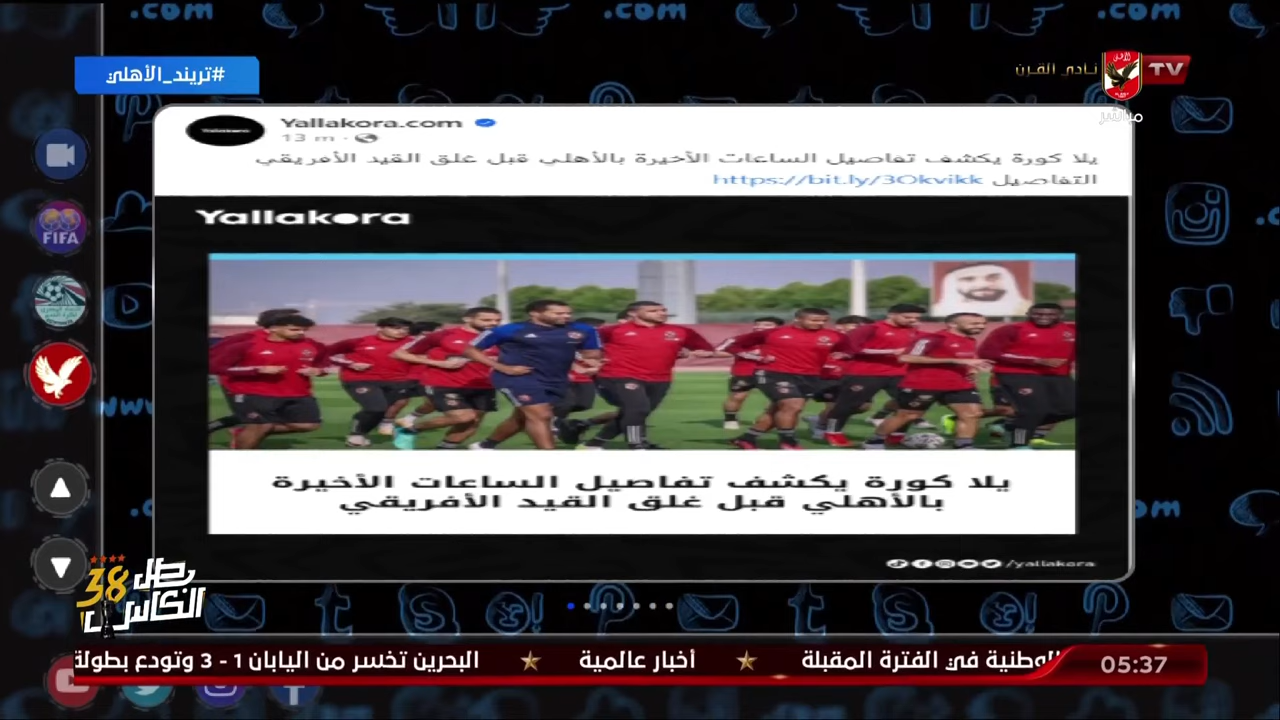 #تريند_الأهلي
نادي القرن
TV
مباشر
Yallakora.com
13 m
يلا كورة يكشف تفاصيل الساعات الأخيرة بالأهلي قبل غلق القيد الأفريقي
التفاصيل https://bit.ly/3Okvikk
Yallakora
FIFA
يلا كورة يكشف تفاصيل الساعات الأخيرة
بالأهلي قبل غلق القيد الأفريقي
/yallakora
بطل الكاس 38
الوطنية في الفترة المقبلة ★ أخبار عالمية ★ البحرين تخسر من اليابان 1 - 3 وتودع بطولة
05:37